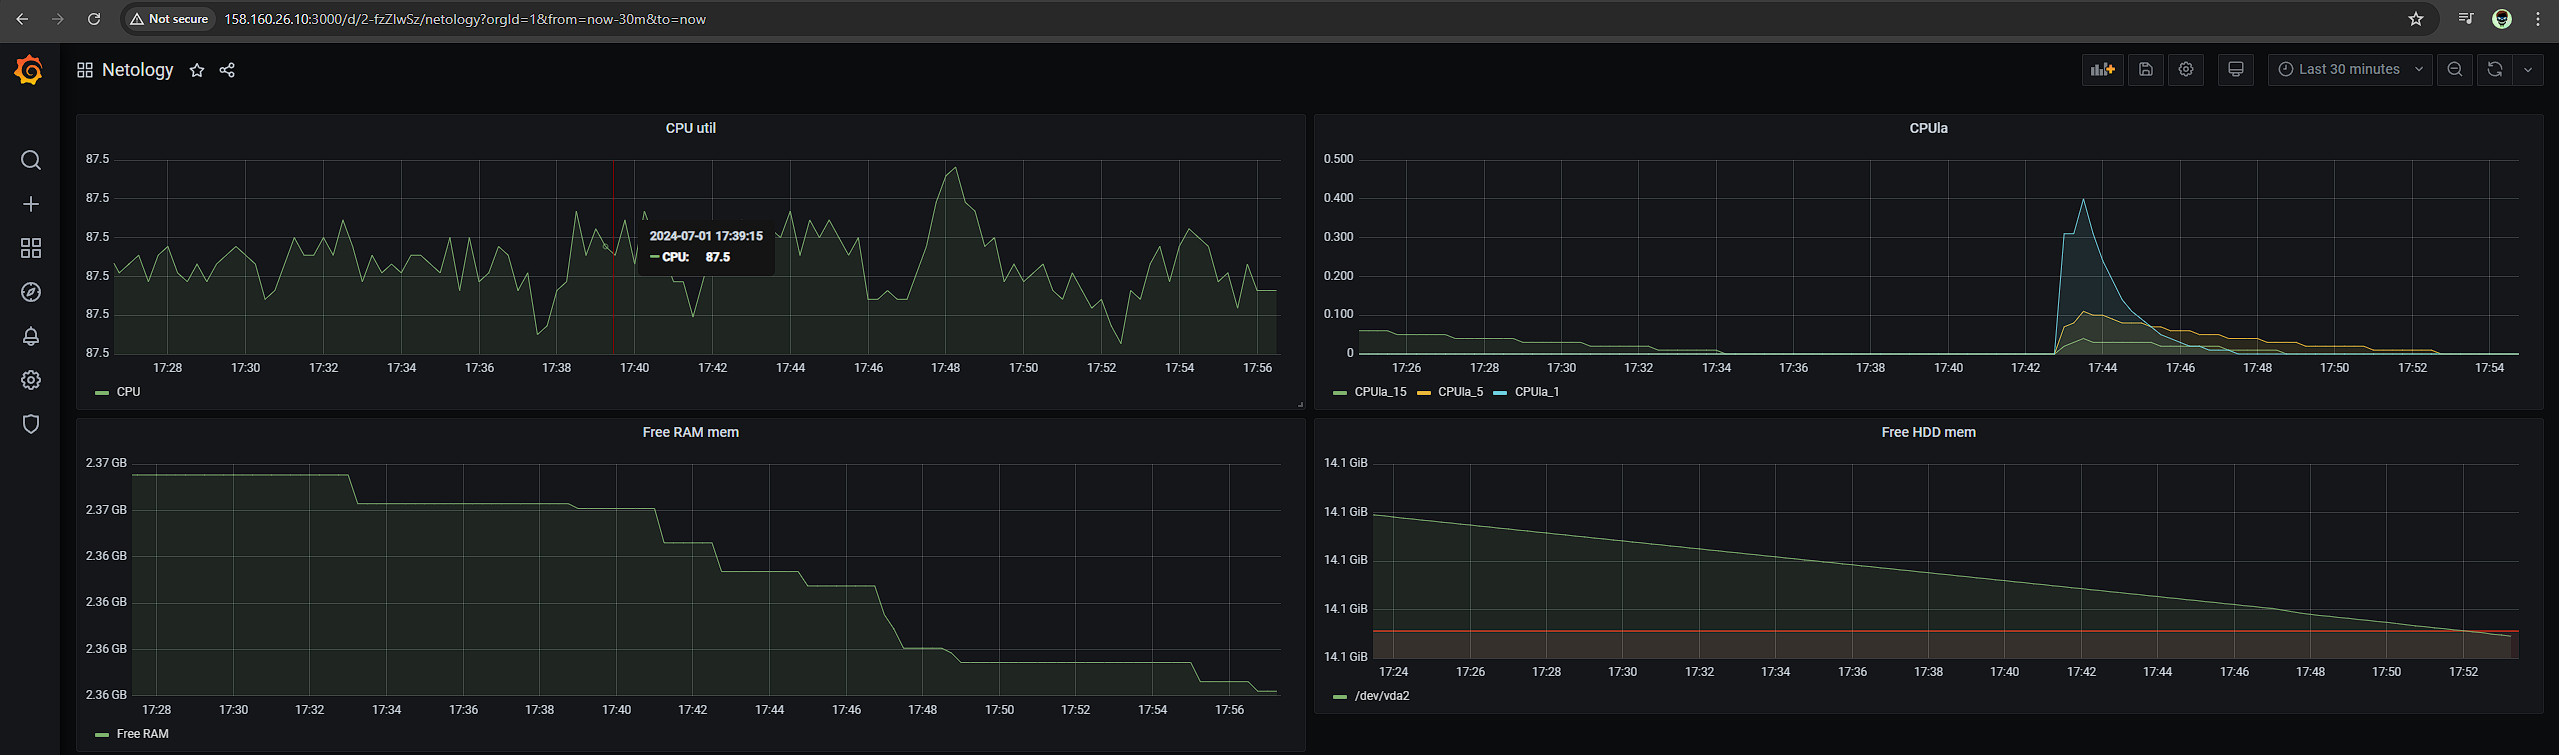 Not secure 158.160.26.10:3000/d/2-fzZlwSz/netology?orgId=1&from=now-30m&to=now
Netology
Last 30 minutes
CPU util
87.5
87.5
87.5
87.5
87.5
87.5
17:28 17:30 17:32 17:34 17:36 17:38 17:40 17:42 17:44 17:46 17:48 17:50 17:52 17:54 17:56
2024-07-01 17:39:15
CPU: 87.5
CPU
CPUla
0.500
0.400
0.300
0.200
0.100
0
17:26 17:28 17:30 17:32 17:34 17:36 17:38 17:40 17:42 17:44 17:46 17:48 17:50 17:52 17:54
CPUla_15 CPUla_5 CPUla_1
Free RAM mem
2.37 GB
2.37 GB
2.36 GB
2.36 GB
2.36 GB
2.36 GB
17:28 17:30 17:32 17:34 17:36 17:38 17:40 17:42 17:44 17:46 17:48 17:50 17:52 17:54 17:56
Free RAM
Free HDD mem
14.1 GiB
14.1 GiB
14.1 GiB
14.1 GiB
14.1 GiB
17:24 17:26 17:28 17:30 17:32 17:34 17:36 17:38 17:40 17:42 17:44 17:46 17:48 17:50 17:52
/dev/vda2